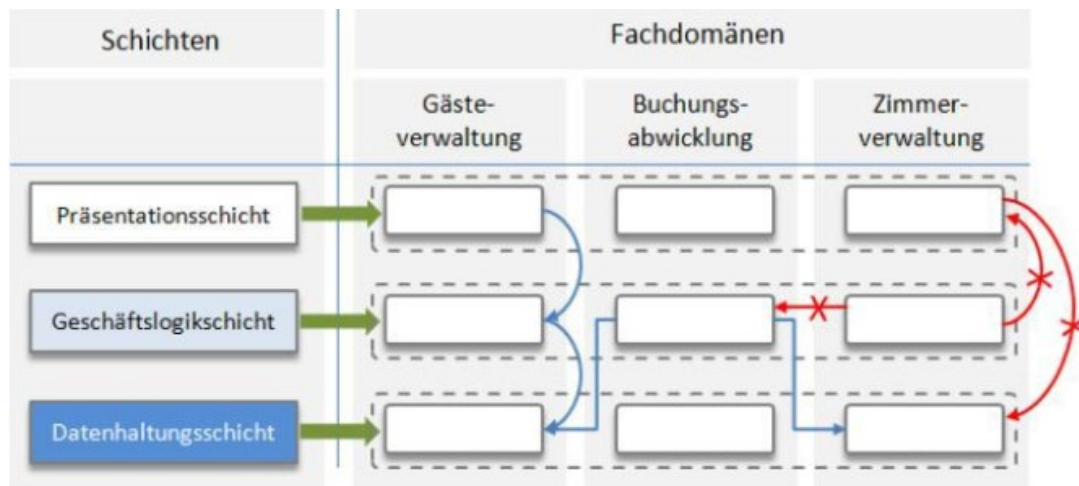 Schichten
Fachdomänen
Gäste-
verwaltung
Buchungs-
abwicklung
Zimmer-
verwaltung
Präsentationsschicht
Geschäftslogikschicht
Datenhaltungsschicht